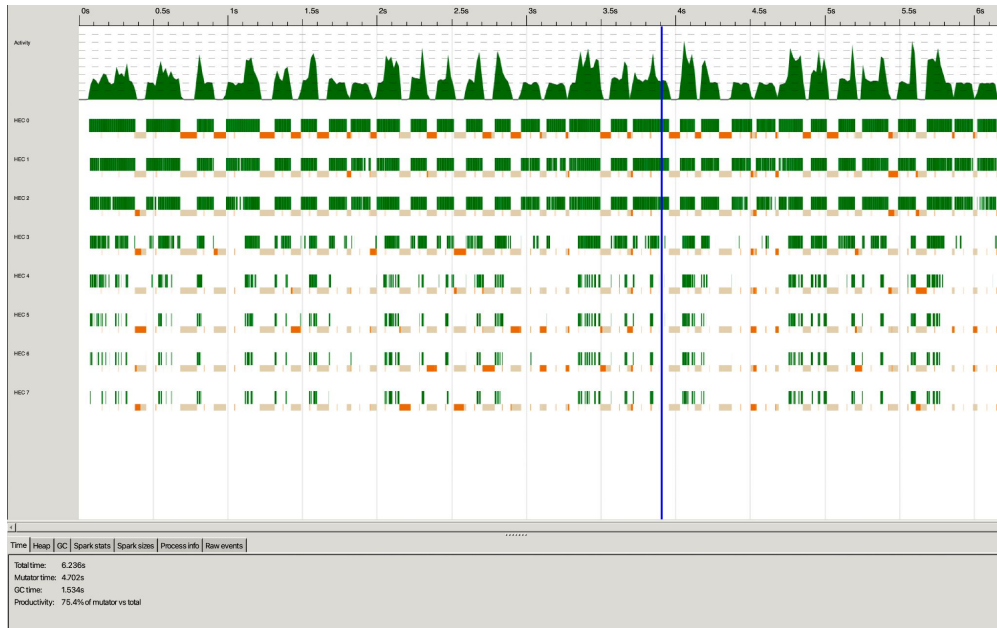 0s 0.5s 1s 1.5s 2s 2.5s 3s 3.5s 4s 4.5s 5s 5.5s 6s
Activity
HEC 0
HEC 1
HEC 2
HEC 3
HEC 4
HEC 5
HEC 6
HEC 7
Time Heap GC Spark stats Spark sizes Process info Raw events
Total time: 6.236s
Mutator time: 4.702s
GC time: 1.534s
Productivity: 75.4% of mutator vs total